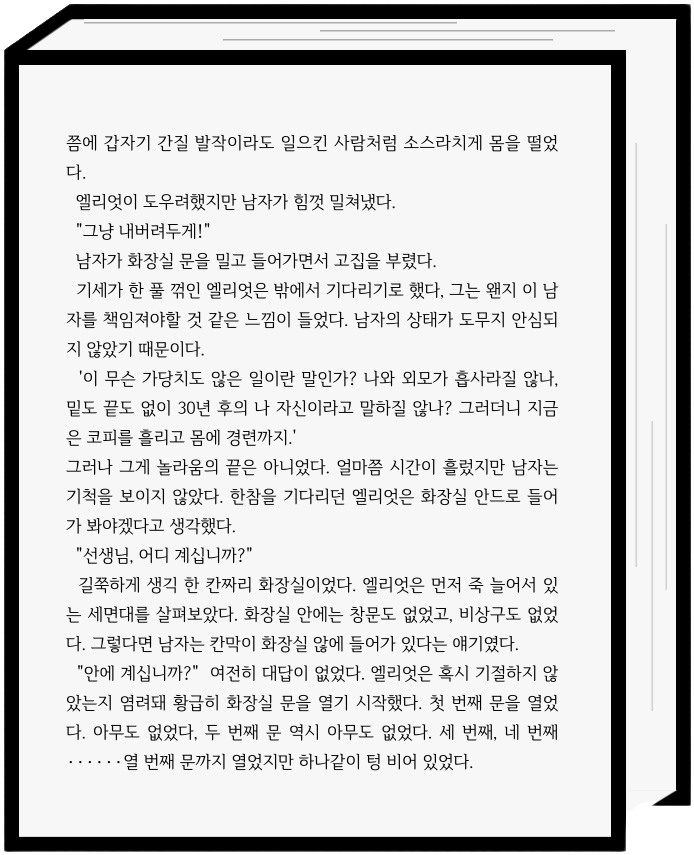 쯤에 갑자기 간질 발작이라도 일으킨 사람처럼 소스라치게 몸을 떨었
다.
엘리엇이 도우려했지만 남자가 힘껏 밀쳐냈다.
"그냥 내버려두게!"
남자가 화장실 문을 밀고 들어가면서 고집을 부렸다.
기세가 한 풀 꺾인 엘리엇은 밖에서 기다리기로 했다, 그는 왠지 이 남
자를 책임져야할 것 같은 느낌이 들었다. 남자의 상태가 도무지 안심되
지 않았기 때문이다.
'이 무슨 가당치도 않은 일이란 말인가? 나와 외모가 흡사라질 않나,
밑도 끝도 없이 30년 후의 나 자신이라고 말하질 않나? 그러더니 지금
은 코피를 흘리고 몸에 경련까지.'
그러나 그게 놀라움의 끝은 아니었다. 얼마쯤 시간이 흘렀지만 남자는
기척을 보이지 않았다. 한참을 기다리던 엘리엇은 화장실 안드로 들어
가 봐야겠다고 생각했다.
"선생님, 어디 계십니까?"
길쭉하게 생긱 한 칸짜리 화장실이었다. 엘리엇은 먼저 죽 늘어서 있
는 세면대를 살펴보았다. 화장실 안에는 창문도 없었고, 비상구도 없었
다. 그렇다면 남자는 칸막이 화장실 않에 들어가 있다는 얘기였다.
"안에 계십니까?" 여전히 대답이 없었다. 엘리엇은 혹시 기절하지 않
았는지 염려돼 황급히 화장실 문을 열기 시작했다. 첫 번째 문을 열었
다. 아무도 없었다, 두 번째 문 역시 아무도 없었다. 세 번째, 네 번째
······열 번째 문까지 열었지만 하나같이 텅 비어 있었다.